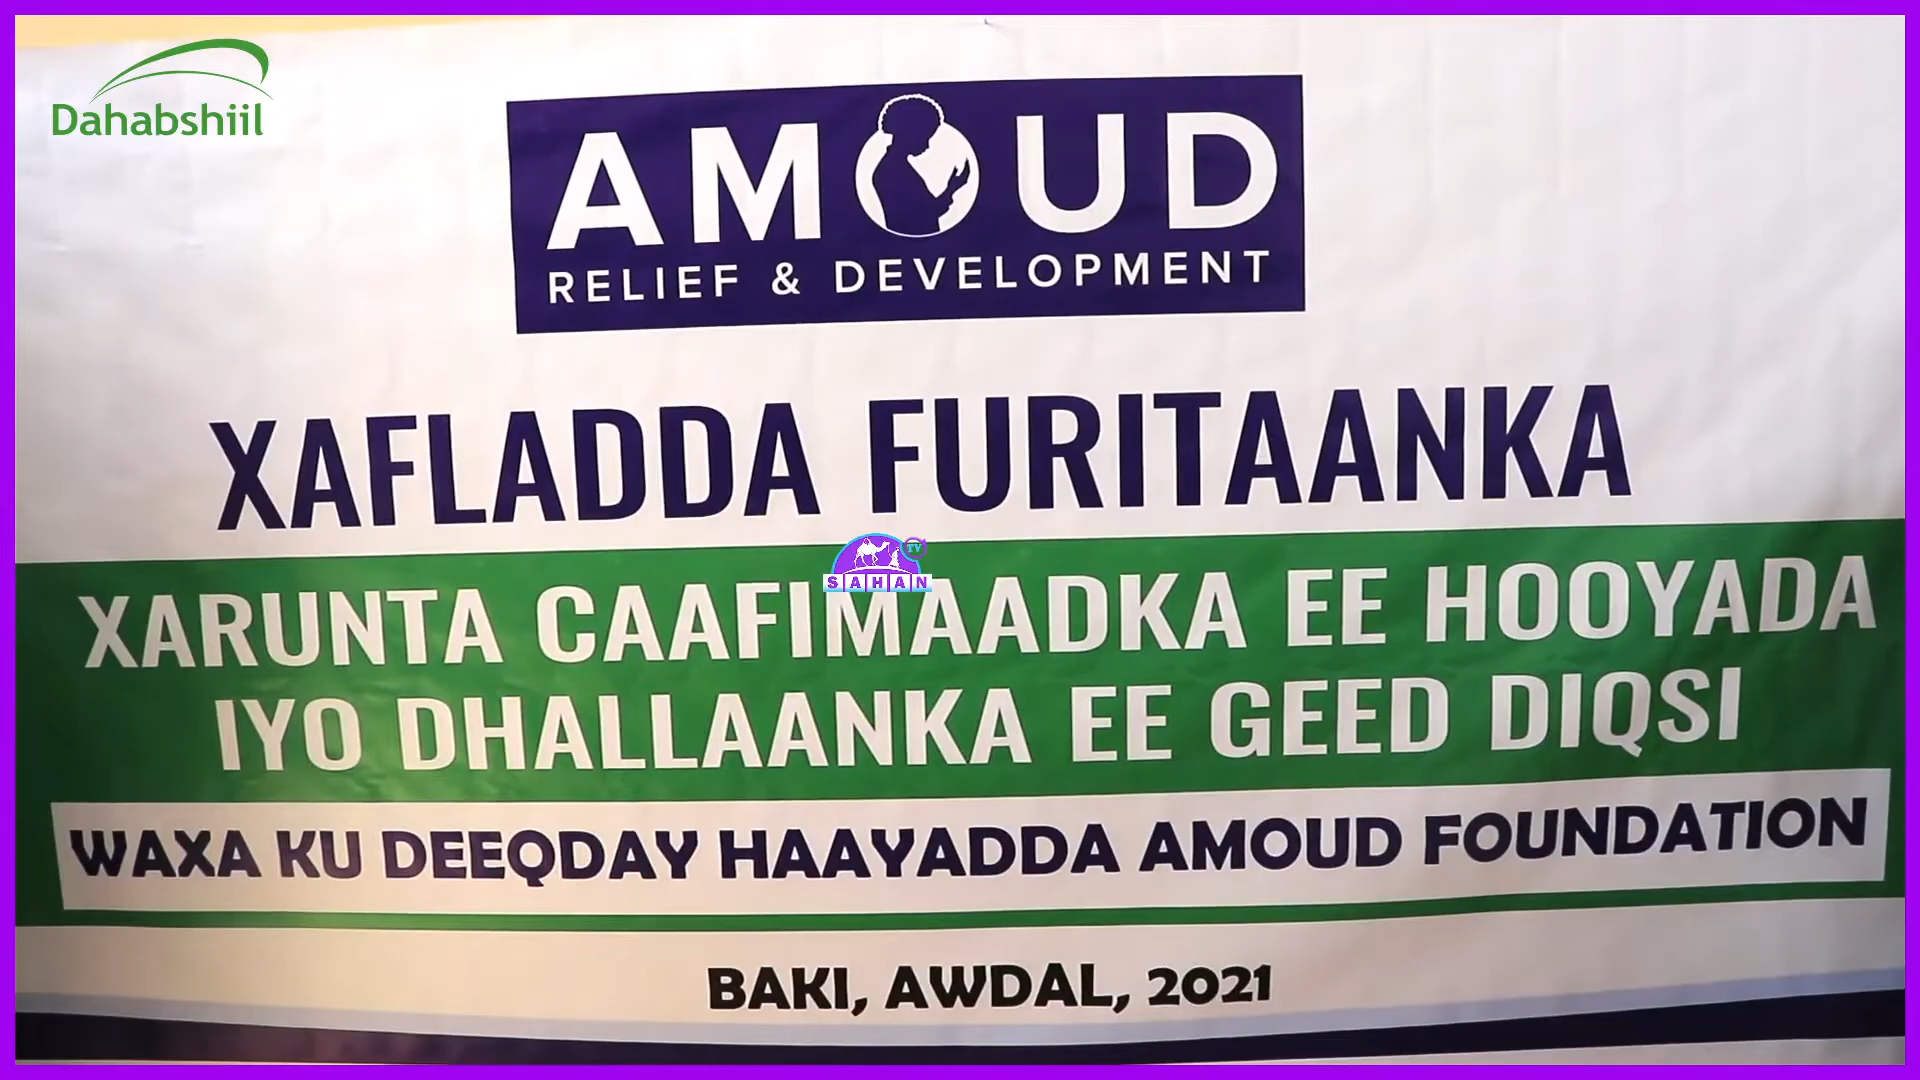 Dahabshiil
AMOUD
RELIEF & DEVELOPMENT
XAFLADDA FURITAANKA
TV
SAHAN
XARUNTA CAAFIMAADKA EE HOOYADA
IYO DHALLAANKA EE GEED DIQSI
WAXA KU DEEQDAY HAAYADDA AMOUD FOUNDATION
BAKI, AWDAL, 2021